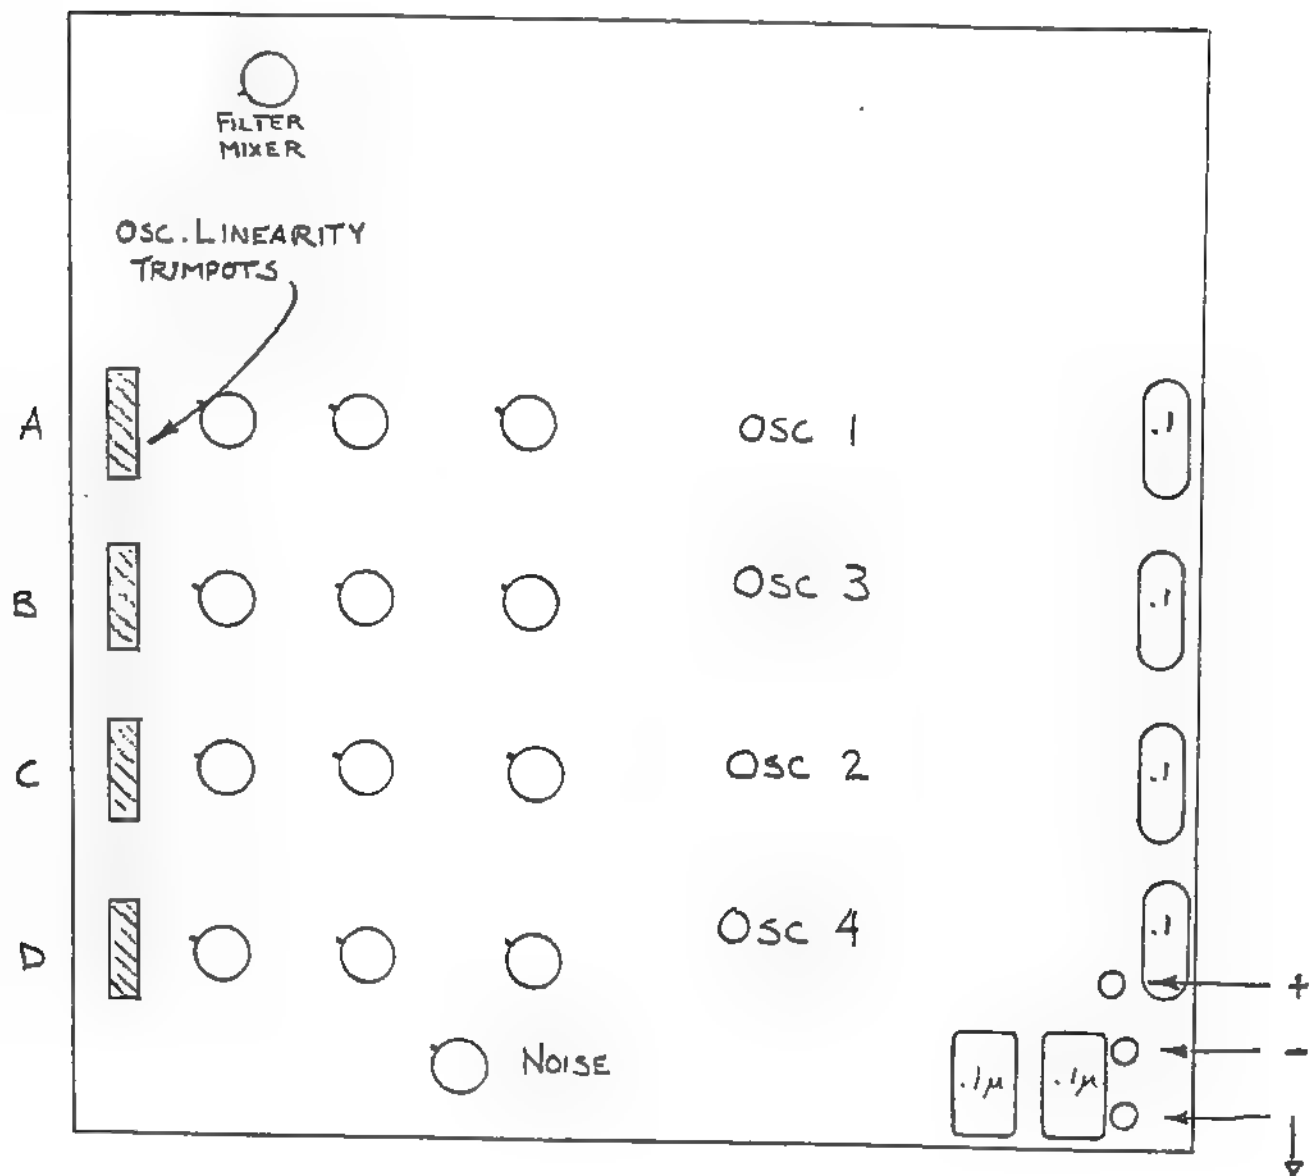 FILTER
MIXER
OSC. LINEARITY
TRIMPOTS
A
OSC 1
.1
B
OSC 3
.1
C
OSC 2
.1
D
OSC 4
.1
+
NOISE
.1μ
.1μ
-